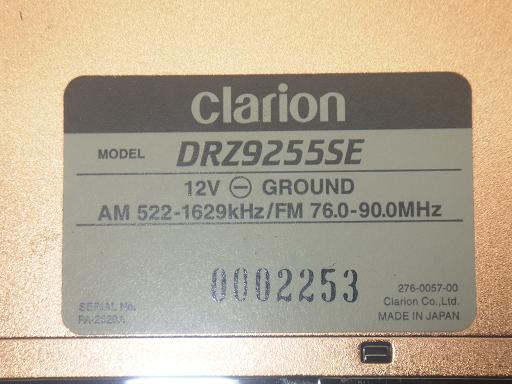 clarion
MODEL DRZ9255SE
12V ⊖ GROUND
AM 522-1629kHz/FM 76.0-90.0MHz
0002253
SERIAL No.
276-0057-00
Clarion Co.,Ltd.
MADE IN JAPAN